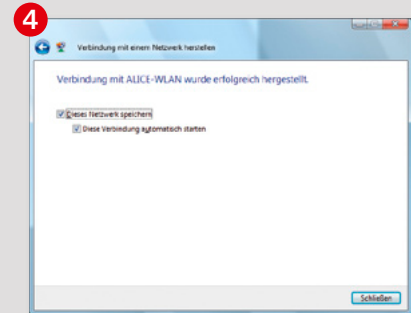 4
Verbindung mit einem Netzwerk herstellen
Verbindung mit ALICE-WLAN wurde erfolgreich hergestellt.
Dieses Netzwerk speichern
Diese Verbindung automatisch starten
Schließen